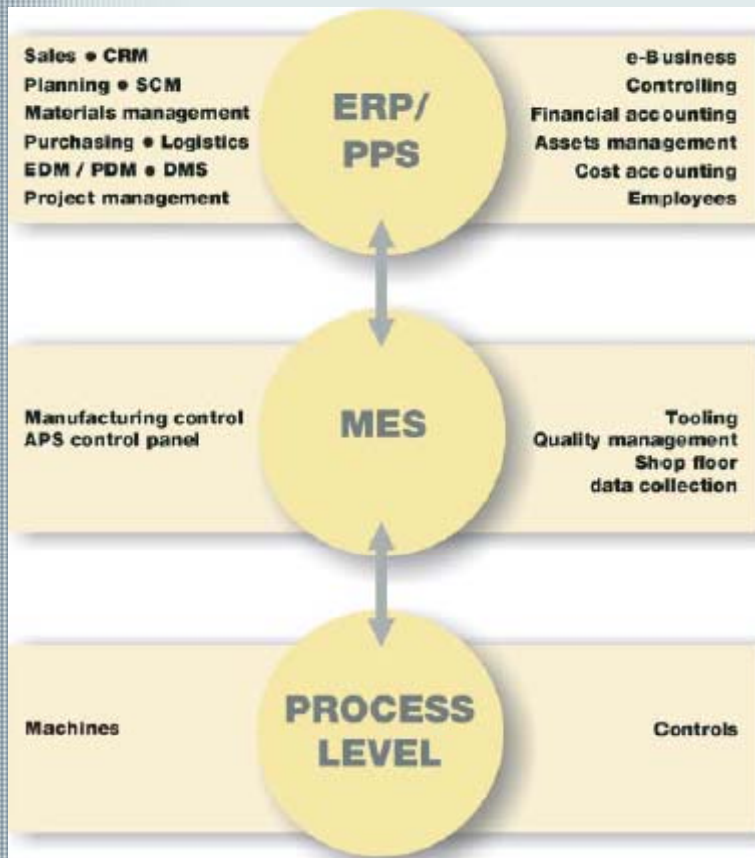 Sales ● CRM
Planning ● SCM
Materials management
Purchasing ● Logistics
EDM / PDM ● DMS
Project management
ERP/
PPS
e-Business
Controlling
Financial accounting
Assets management
Cost accounting
Employees
Manufacturing control
APS control panel
MES
Tooling
Quality management
Shop floor
data collection
Machines
PROCESS
LEVEL
Controls